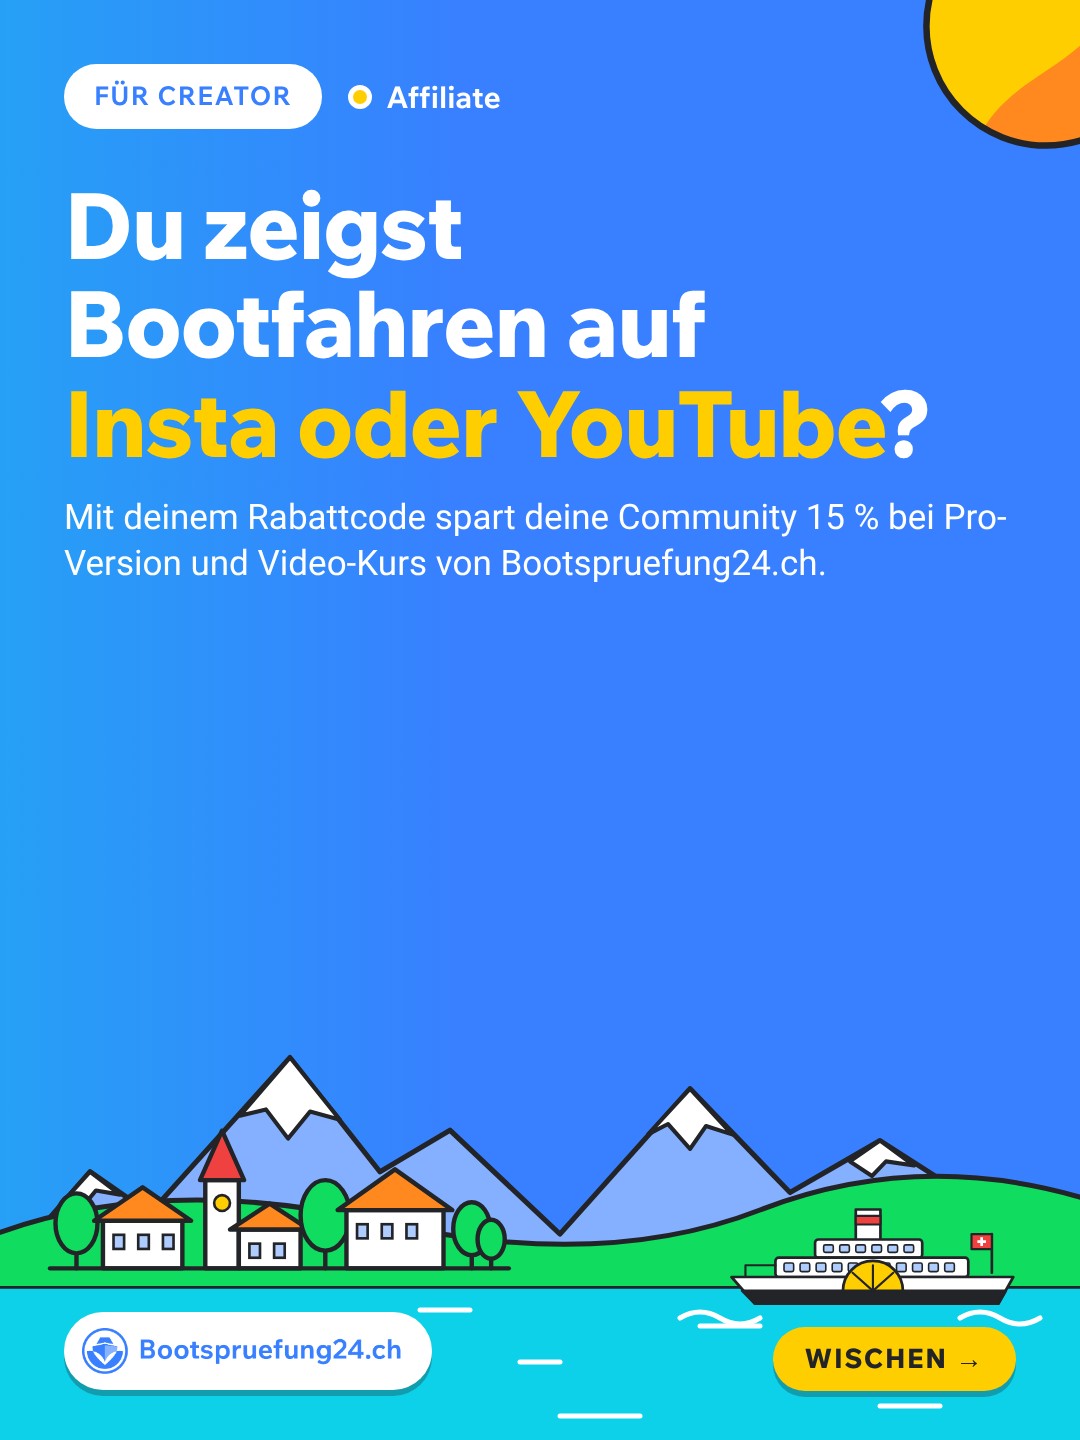 FÜR CREATOR
Affiliate
Du zeigst
Bootfahren auf
Insta oder YouTube?
Mit deinem Rabattcode spart deine Community 15 % bei Pro-
Version und Video-Kurs von Bootspruefung24.ch.
Bootspruefung24.ch
WISCHEN →